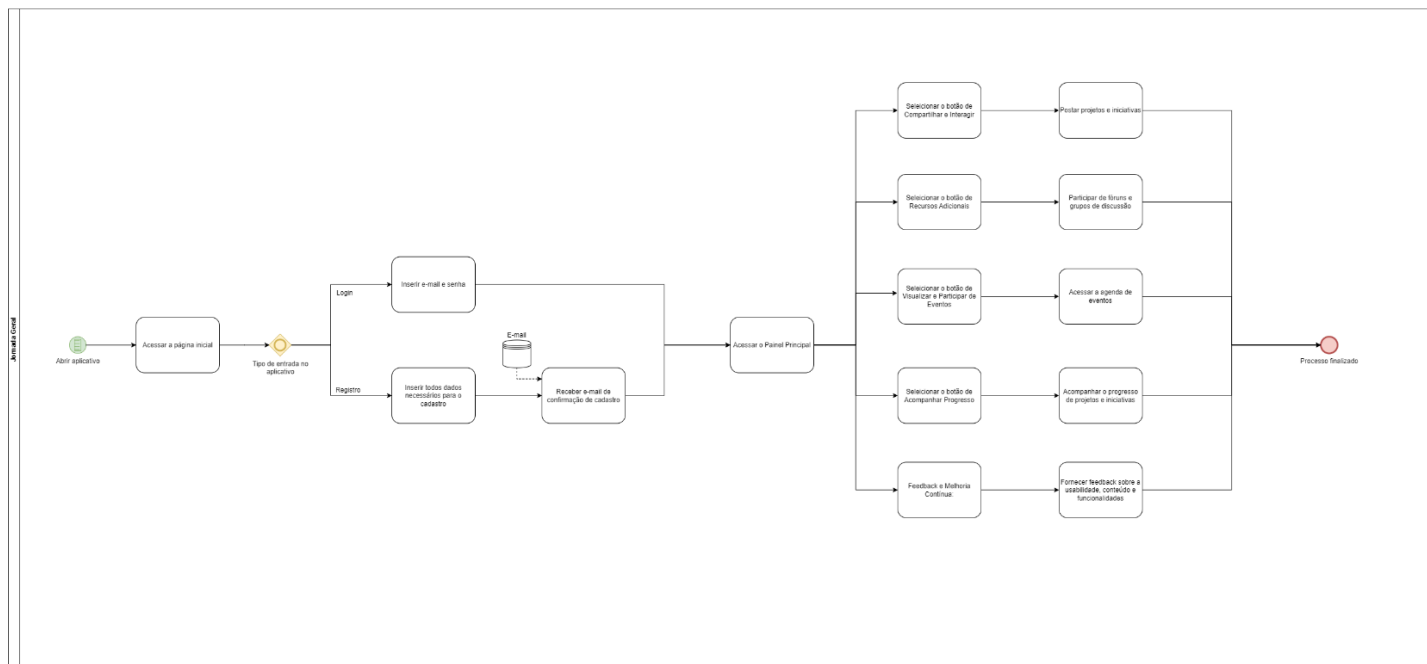 Jornada Geral
Abrir aplicativo
Acessar a página inicial
Tipo de entrada no
aplicativo
Login
Inserir e-mail e senha
Registro
Inserir todos dados
necessários para o
cadastro
E-mail
Receber e-mail de
confirmação de cadastro
Acessar o Painel Principal
Seleicionar o botão de
Compartilhar e Interagir
Postar projetos e iniciativas
Seleicionar o botão de
Recursos Adicionais
Participar de fóruns e
grupos de discussão
Seleicionar o botão de
Visualizar e Participar de
Eventos
Acessar a agenda de
eventos
Seleicionar o botão de
Acompanhar Progresso
Acompanhar o progresso
de projetos e iniciativas
Feedback e Melhoria
Contínua:
Fornecer feedback sobre a
usabilidade, conteúdo e
funcionalidades
Processo finalizado